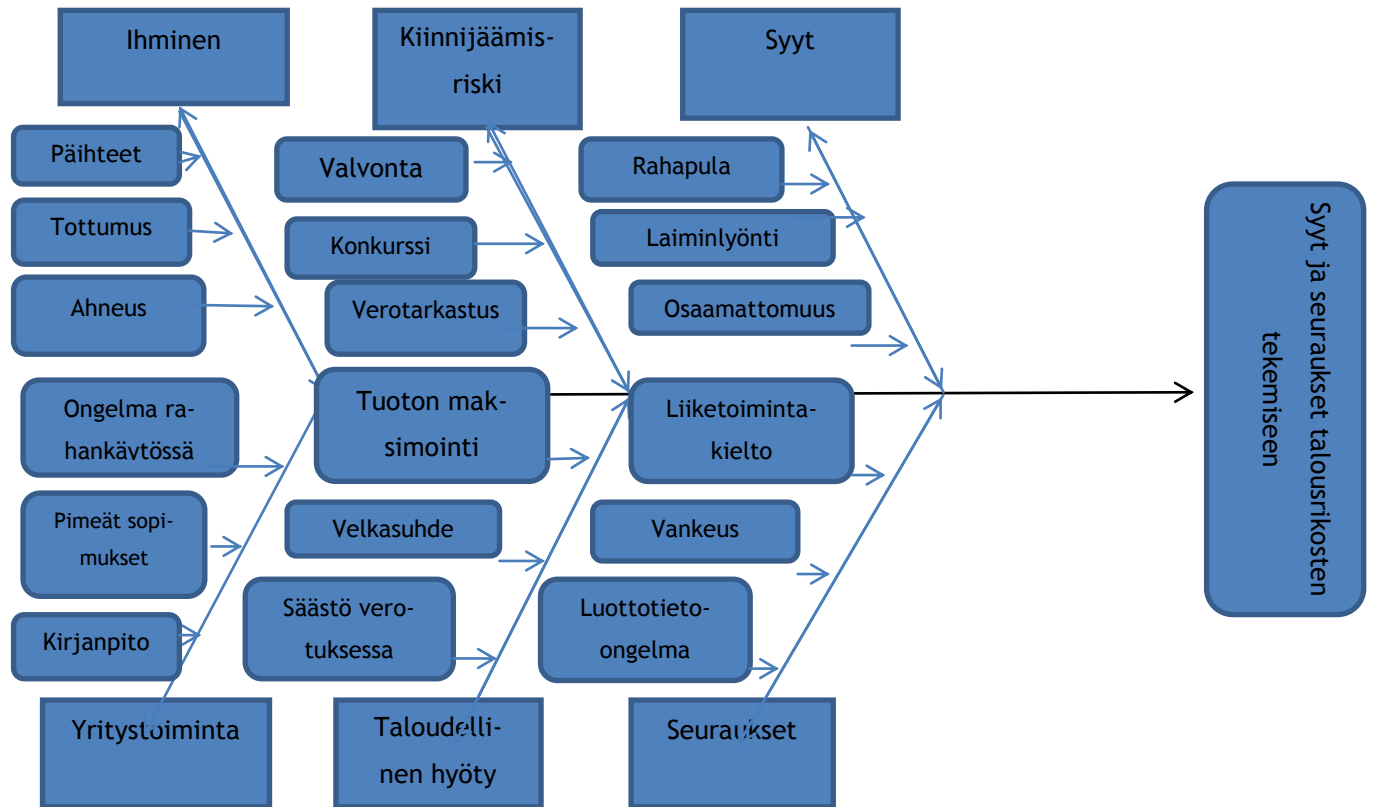 Ihminen
Kiinnijäämis-
riski
Syyt
Päihteet
Valvonta
Rahapula
Tottumus
Konkurssi
Laiminlyönti
Ahneus
Verotarkastus
Osaamattomuus
Syyt ja seuraukset talousrikosten
tekemiseen
Ongelma ra-
hankäytössä
Tuoton mak-
simointi
Liiketoiminta-
kielto
Pimeät sopi-
mukset
Velkasuhde
Vankeus
Kirjanpito
Säästö vero-
tuksessa
Luottotieto-
ongelma
Yritystoiminta
Taloudelli-
nen hyöty
Seuraukset